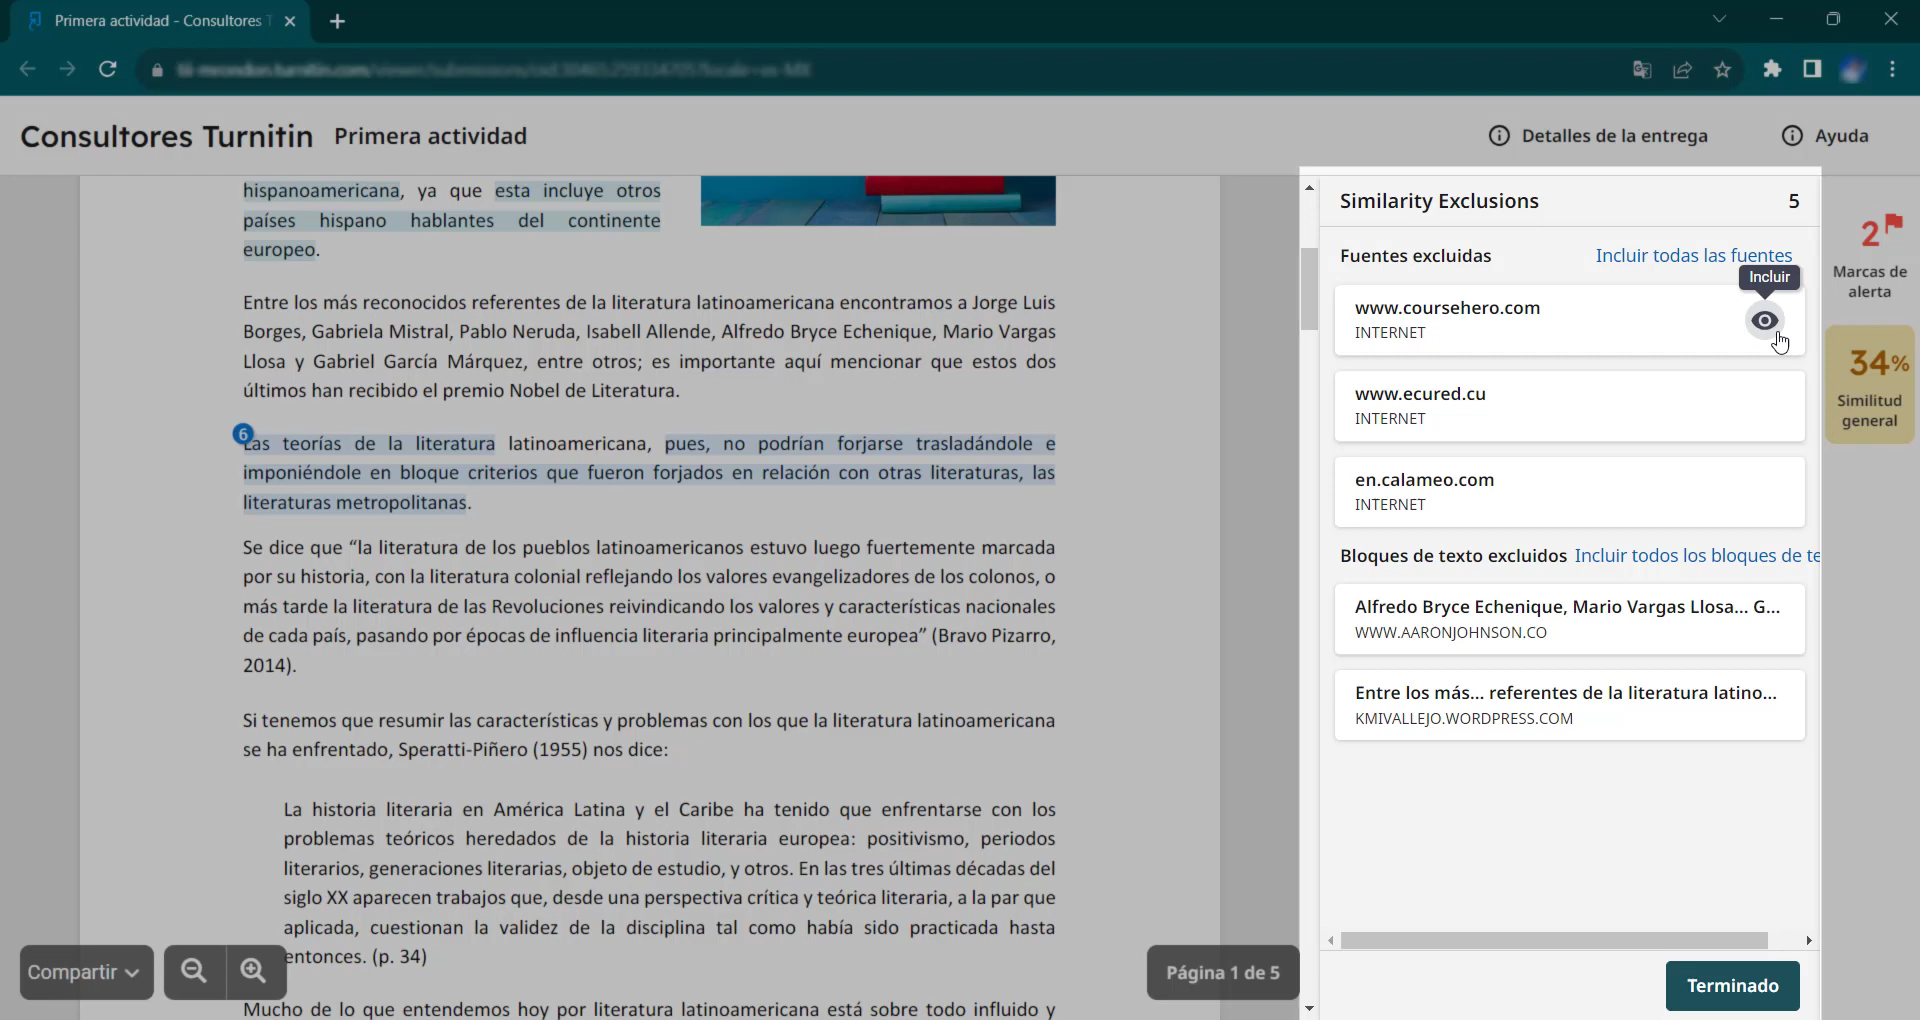 Primera actividad - Consultores T
Consultores Turnitin Primera actividad
Detalles de la entrega
Ayuda
hispanoamericana, ya que esta incluye otros
países hispano hablantes del continente
europeo.
Entre los más reconocidos referentes de la literatura latinoamericana encontramos a Jorge Luis
Borges, Gabriela Mistral, Pablo Neruda, Isabell Allende, Alfredo Bryce Echenique, Mario Vargas
Llosa y Gabriel García Márquez, entre otros; es importante aquí mencionar que estos dos
últimos han recibido el premio Nobel de Literatura.
6
Las teorías de la literatura latinoamericana, pues, no podrían forjarse trasladándole e
imponiéndole en bloque criterios que fueron forjados en relación con otras literaturas, las
literaturas metropolitanas.
Se dice que “la literatura de los pueblos latinoamericanos estuvo luego fuertemente marcada
por su historia, con la literatura colonial reflejando los valores evangelizadores de los colonos, o
más tarde la literatura de las Revoluciones reivindicando los valores y características nacionales
de cada país, pasando por épocas de influencia literaria principalmente europea” (Bravo Pizarro,
2014).
Si tenemos que resumir las características y problemas con los que la literatura latinoamericana
se ha enfrentado, Speratti-Piñero (1955) nos dice:
La historia literaria en América Latina y el Caribe ha tenido que enfrentarse con los
problemas teóricos heredados de la historia literaria europea: positivismo, periodos
literarios, generaciones literarias, objeto de estudio, y otros. En las tres últimas décadas del
siglo XX aparecen trabajos que, desde una perspectiva crítica y teórica literaria, a la par que
aplicada, cuestionan la validez de la disciplina tal como había sido practicada hasta
entonces. (p. 34)
Mucho de lo que entendemos hoy por literatura latinoamericana está sobre todo influido y
Compartir
Página 1 de 5
Similarity Exclusions 5
Fuentes excluidas Incluir todas las fuentes
Incluir
www.coursehero.com
INTERNET
www.ecured.cu
INTERNET
en.calameo.com
INTERNET
Bloques de texto excluidos Incluir todos los bloques de te
Alfredo Bryce Echenique, Mario Vargas Llosa... G...
WWW.AARONJOHNSON.CO
Entre los más... referentes de la literatura latino...
KMIVALLEJO.WORDPRESS.COM
Terminado
2
Marcas de
alerta
34%
Similitud
general